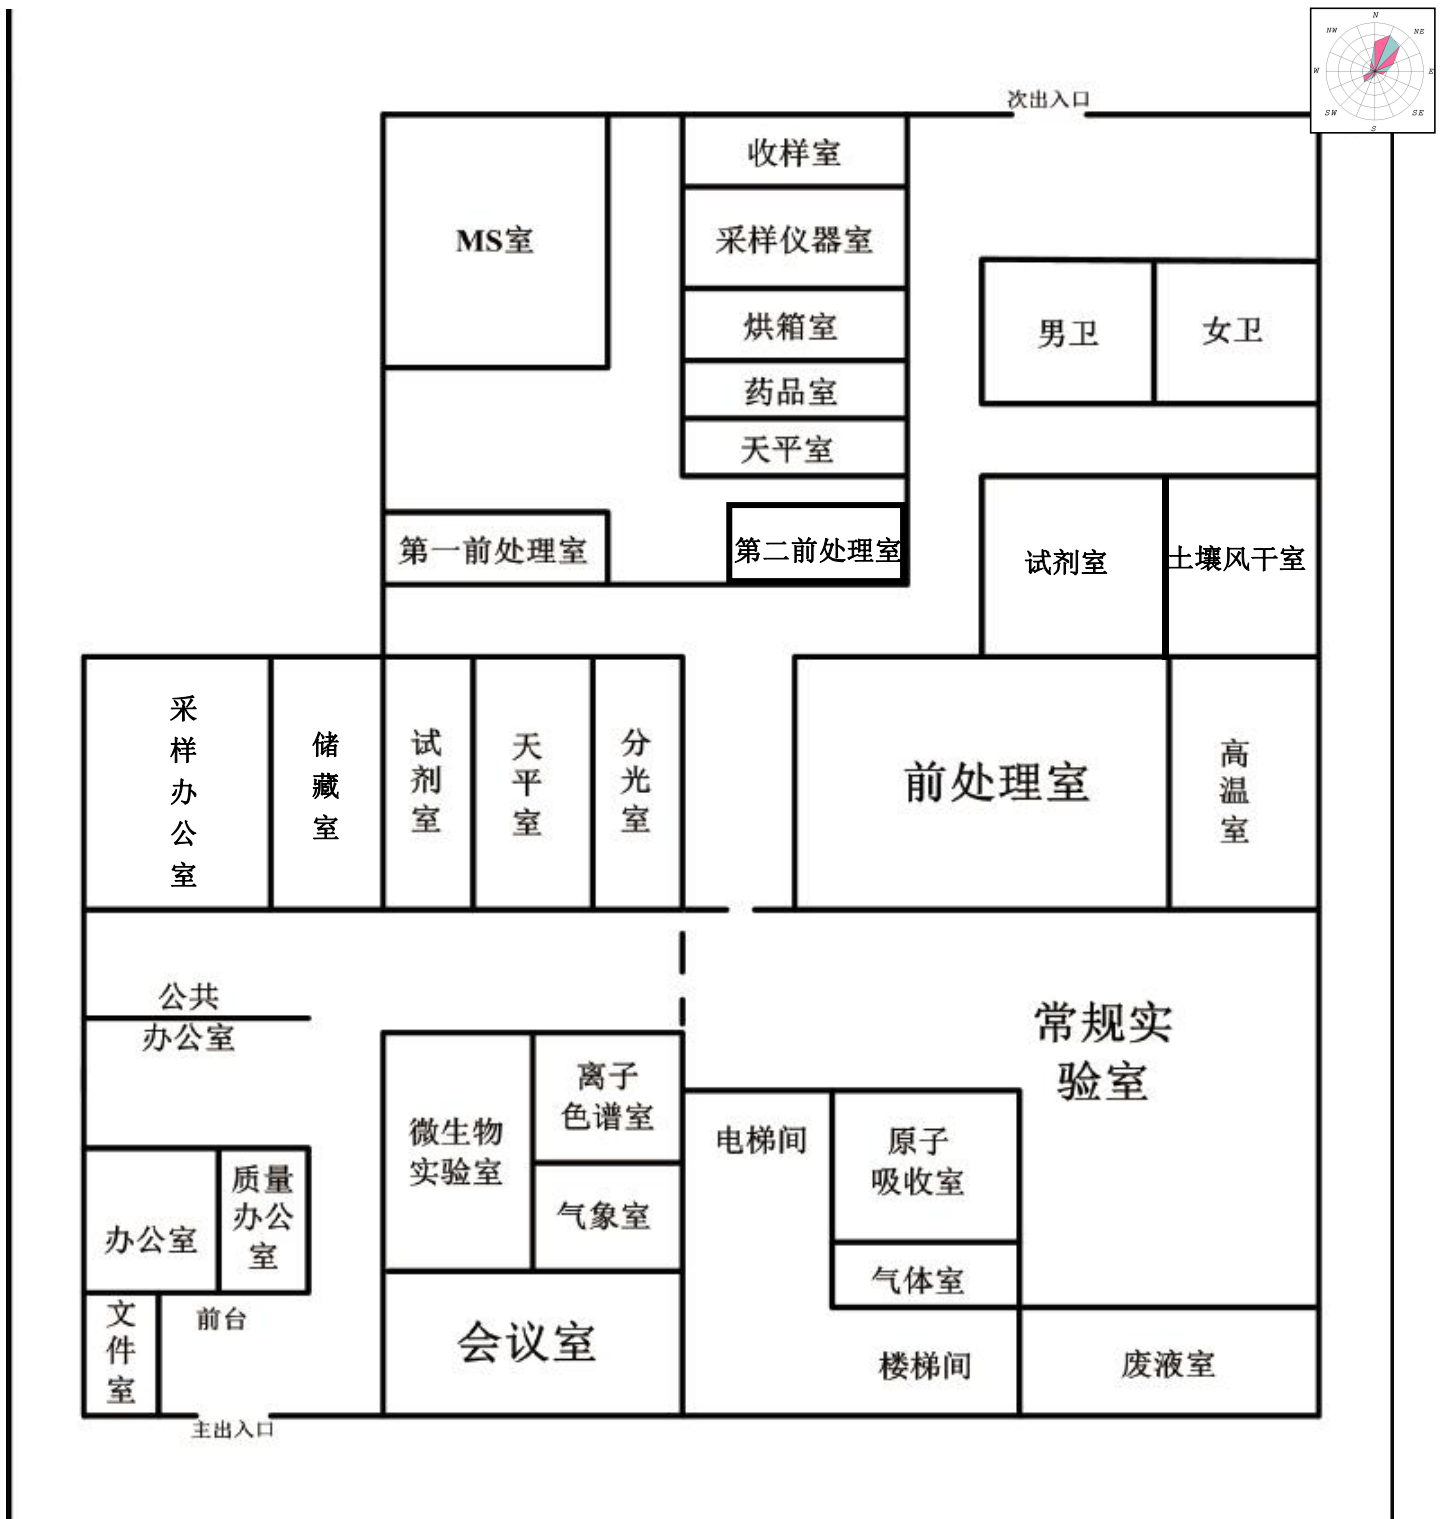 N
NW
NE
W
E
SW
SE
S
次出入口
收样室
MS室
采样仪器室
烘箱室
男卫
女卫
药品室
天平室
第一前处理室
第二前处理室
试剂室
土壤风干室
采样办公室
储藏室
试剂室
天平室
分光室
前处理室
高温室
公共
办公室
常规实
验室
离子
色谱室
微生物
实验室
电梯间
原子
吸收室
质量
办公
室
办公室
气象室
气体室
文件室
前台
会议室
楼梯间
废液室
主出入口